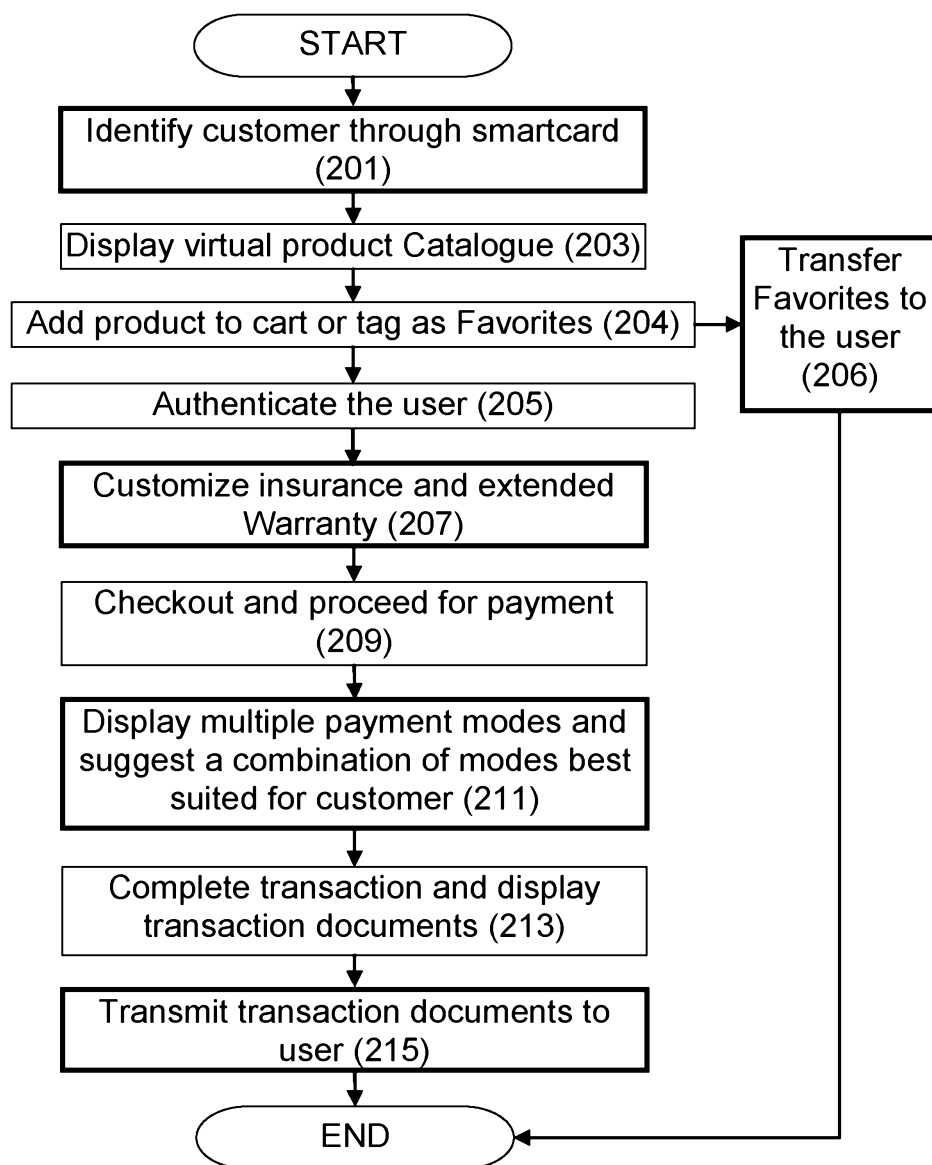 START
Identify customer through smartcard
(201)
Display virtual product Catalogue (203)
Add product to cart or tag as Favorites (204)
Transfer
Favorites to
the user
(206)
Authenticate the user (205)
Customize insurance and extended
Warranty (207)
Checkout and proceed for payment
(209)
Display multiple payment modes and
suggest a combination of modes best
suited for customer (211)
Complete transaction and display
transaction documents (213)
Transmit transaction documents to
user (215)
END